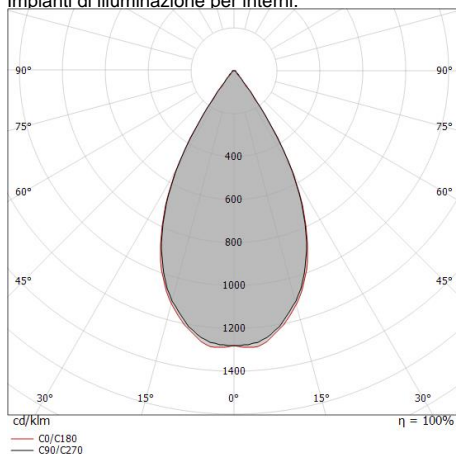 impianti di illuminazione per interni.
90° 90°
75° 75°
400
60° 60°
600
800
45° 45°
1000
1200
1400
30° 15° 0° 15° 30°
cd/klm η = 100%
C0/C180
C90/C270